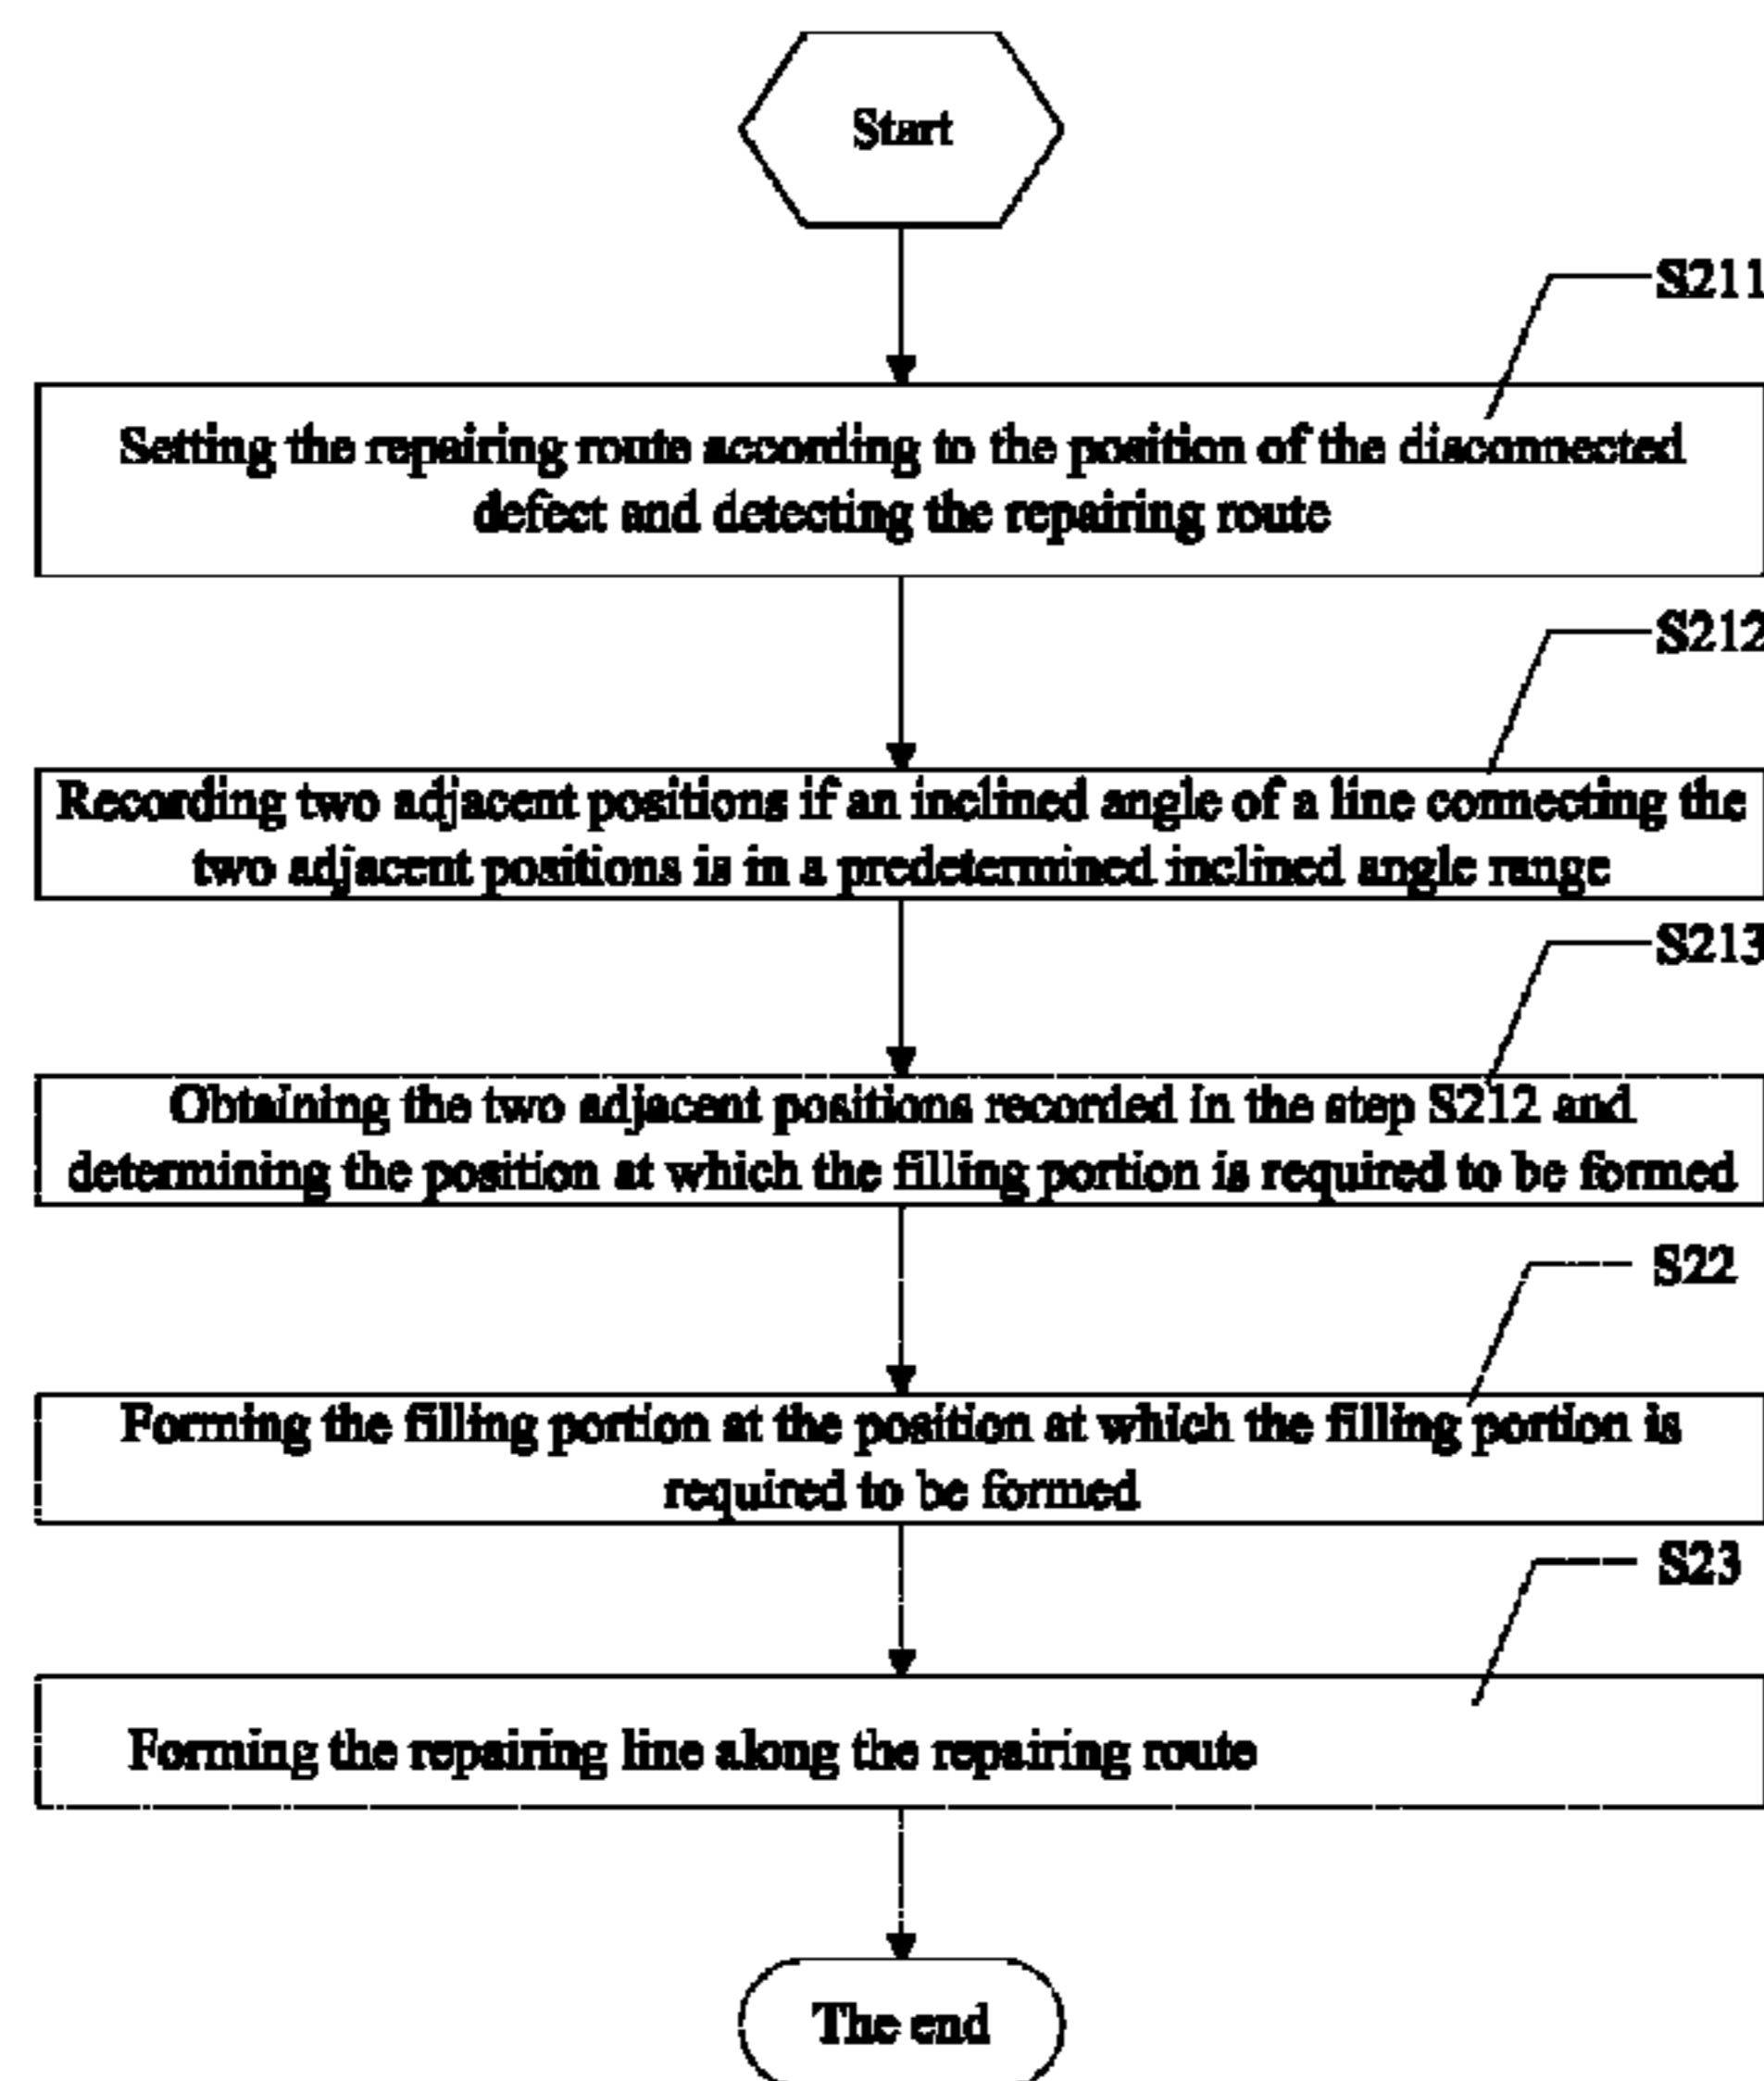 Start
S211
Setting the repairing route according to the position of the disconnected
defect and detecting the repairing route
S212
Recording two adjacent positions if an inclined angle of a line connecting the
two adjacent positions is in a predetermined inclined angle range
S213
Obtaining the two adjacent positions recorded in the step S212 and
determining the position at which the filling portion is required to be formed
S22
Forming the filling portion at the position at which the filling portion is
required to be formed
S23
Forming the repairing line along the repairing route
The end